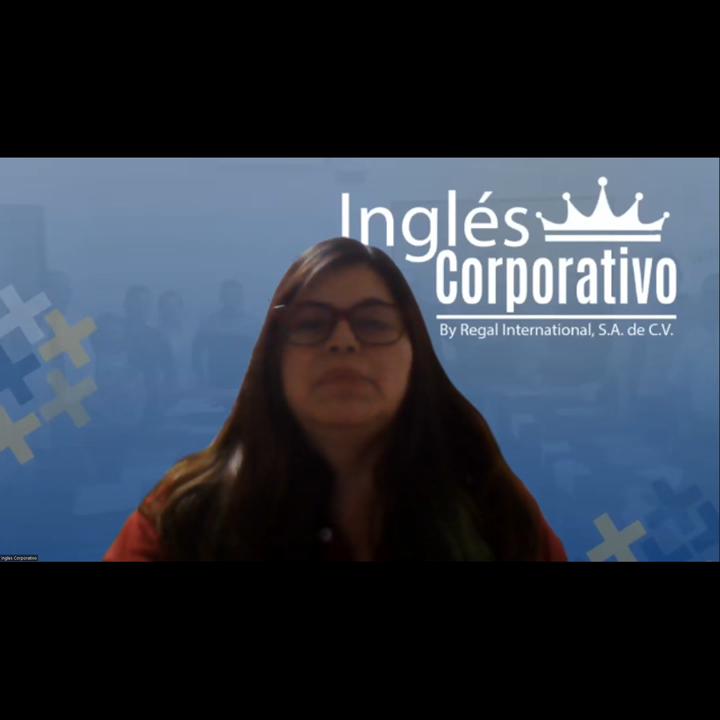 Inglés
Corporativo
By Regal International, S.A. de C.V.
Inglés Corporativo